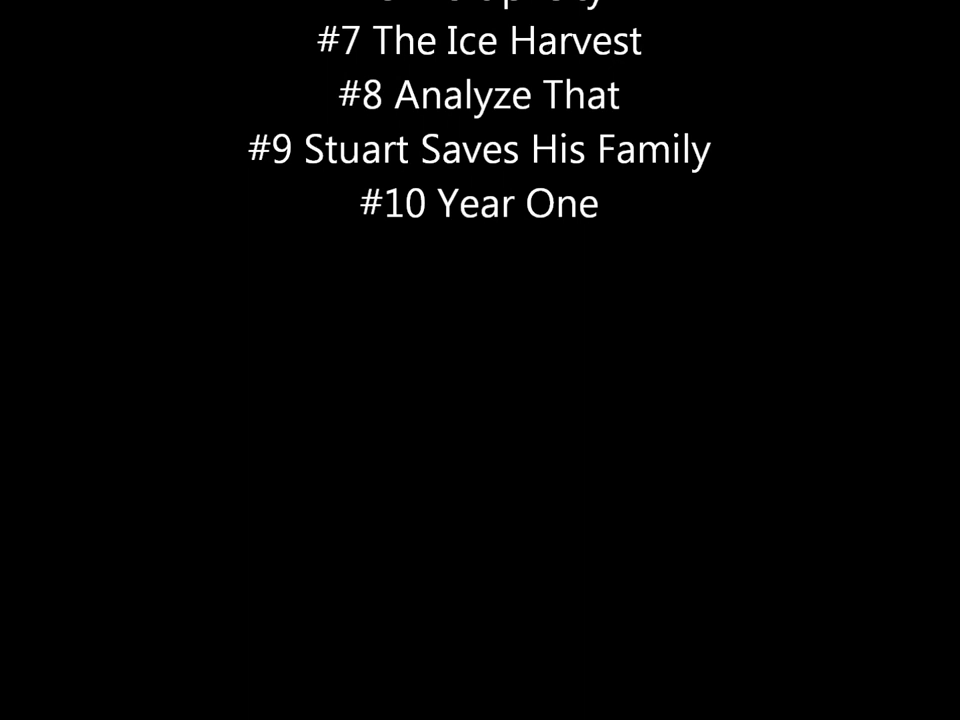 #7 The Ice Harvest
#8 Analyze That
#9 Stuart Saves His Family
#10 Year One